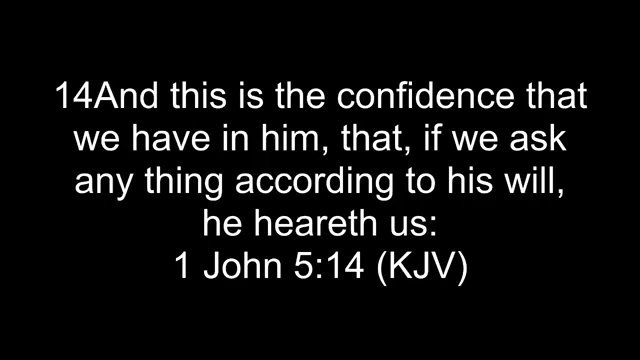 14And this is the confidence that
we have in him, that, if we ask
any thing according to his will,
he heareth us:
1 John 5:14 (KJV)